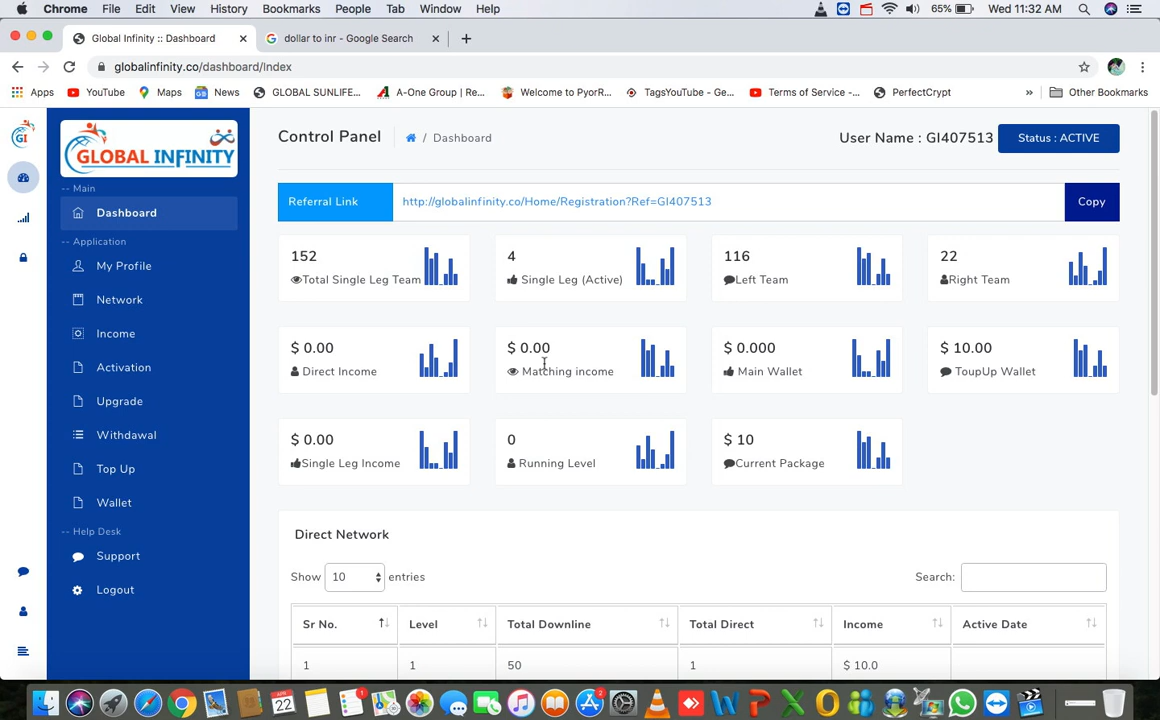 Chrome File Edit View History Bookmarks People Tab Window Help 65% Wed 11:32 AM
Global Infinity :: Dashboard dollar to inr - Google Search
globalinfinity.co/dashboard/Index
Apps YouTube Maps News GLOBAL SUNLIFE... A-One Group | Re... Welcome to PyorR... TagsYouTube - Ge... Terms of Service -... PerfectCrypt » Other Bookmarks
GI
GLOBAL INFINITY
Control Panel / Dashboard User Name : GI407513 Status : ACTIVE
-- Main
Dashboard
-- Application
My Profile
Network
Income
Activation
Upgrade
Withdawal
Top Up
Wallet
-- Help Desk
Support
Logout
Referral Link http://globalinfinity.co/Home/Registration?Ref=GI407513 Copy
152
Total Single Leg Team
4
Single Leg (Active)
116
Left Team
22
Right Team
$ 0.00
Direct Income
$ 0.00
Matching income
$ 0.000
Main Wallet
$ 10.00
ToupUp Wallet
$ 0.00
Single Leg Income
0
Running Level
$ 10
Current Package
Direct Network
Show 10 entries Search:
Sr No. Level Total Downline Total Direct Income Active Date
1 1 50 1 $ 10.0
APR
22
1
2